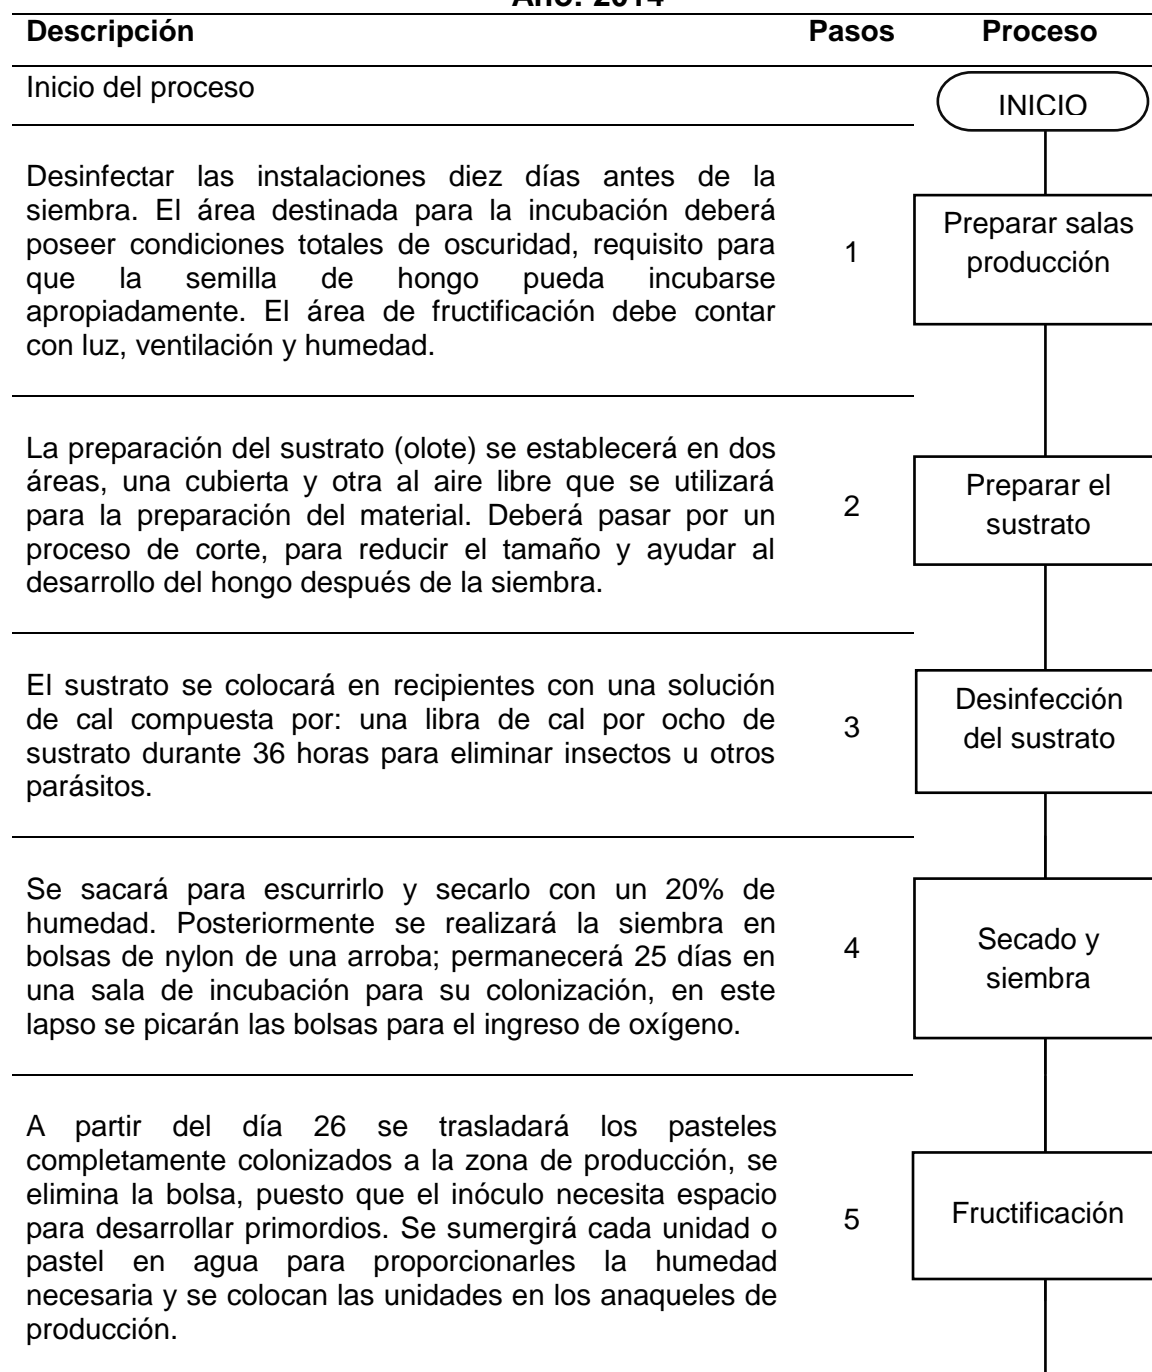 Año: 2014
Descripción Pasos Proceso
Inicio del proceso
INICIO
Desinfectar las instalaciones diez días antes de la
siembra. El área destinada para la incubación deberá
poseer condiciones totales de oscuridad, requisito para
que la semilla de hongo pueda incubarse
apropiadamente. El área de fructificación debe contar
con luz, ventilación y humedad.
1
Preparar salas
producción
La preparación del sustrato (olote) se establecerá en dos
áreas, una cubierta y otra al aire libre que se utilizará
para la preparación del material. Deberá pasar por un
proceso de corte, para reducir el tamaño y ayudar al
desarrollo del hongo después de la siembra.
2
Preparar el
sustrato
El sustrato se colocará en recipientes con una solución
de cal compuesta por: una libra de cal por ocho de
sustrato durante 36 horas para eliminar insectos u otros
parásitos.
3
Desinfección
del sustrato
Se sacará para escurrirlo y secarlo con un 20% de
humedad. Posteriormente se realizará la siembra en
bolsas de nylon de una arroba; permanecerá 25 días en
una sala de incubación para su colonización, en este
lapso se picarán las bolsas para el ingreso de oxígeno.
4
Secado y
siembra
A partir del día 26 se trasladará los pasteles
completamente colonizados a la zona de producción, se
elimina la bolsa, puesto que el inóculo necesita espacio
para desarrollar primordios. Se sumergirá cada unidad o
pastel en agua para proporcionarles la humedad
necesaria y se colocan las unidades en los anaqueles de
producción.
5
Fructificación